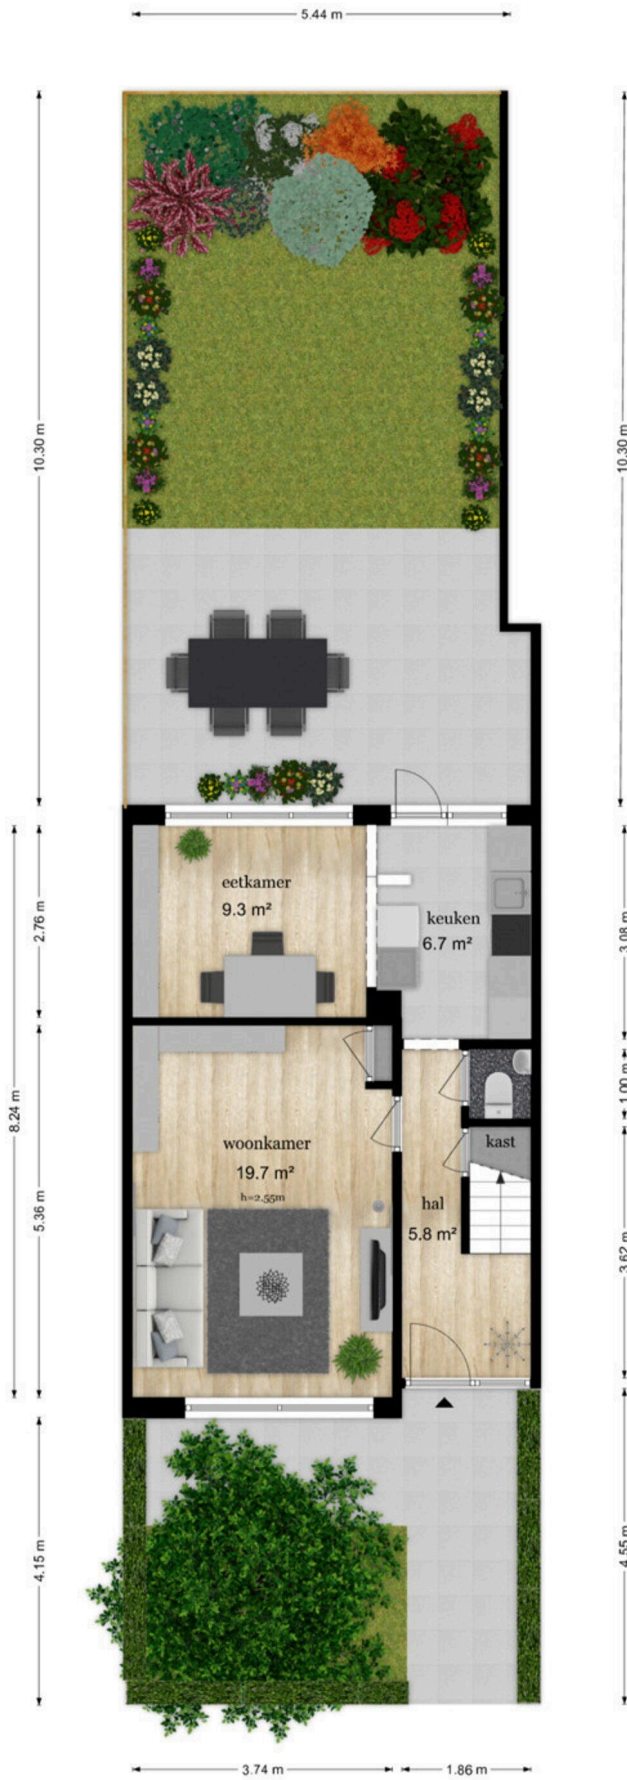 5.44 m
10.30 m
10.30 m
eetkamer
9.3 m²
keuken
6.7 m²
2.76 m
3.08 m
8.24 m
1.00 m
woonkamer
19.7 m²
h=2.55m
kast
hal
5.8 m²
5.36 m
3.62 m
4.15 m
4.55 m
3.74 m
1.86 m